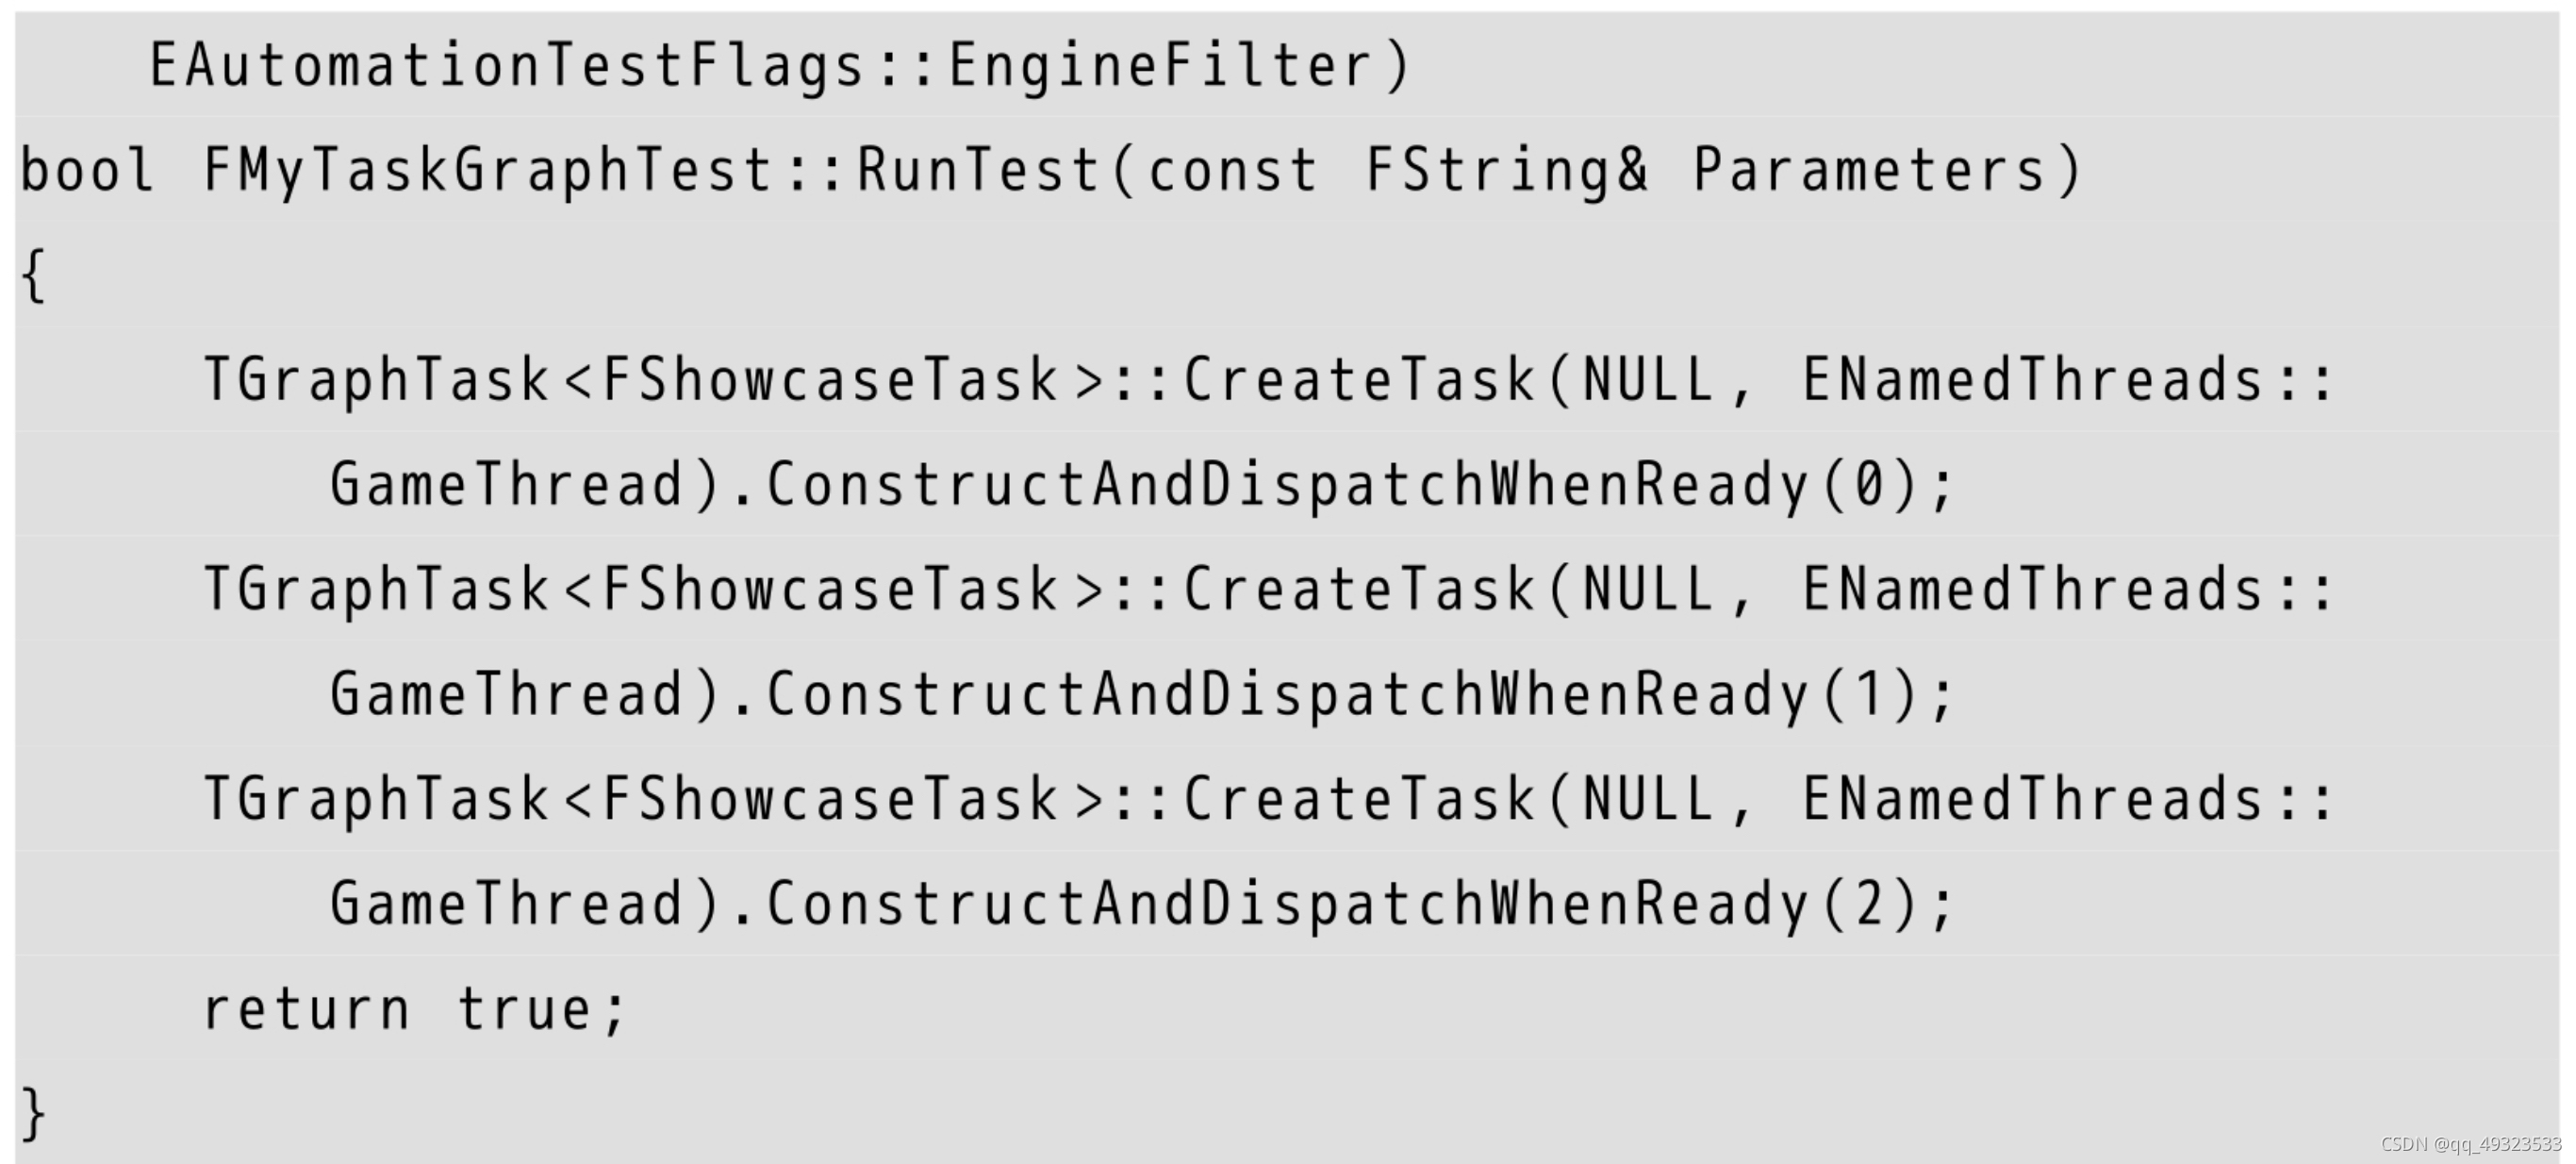 EAutomationTestFlags::EngineFilter)
bool FMyTaskGraphTest::RunTest(const FString& Parameters)
{
TGraphTask<FShowcaseTask>::CreateTask(NULL, ENamedThreads::
GameThread).ConstructAndDispatchWhenReady(0);
TGraphTask<FShowcaseTask>::CreateTask(NULL, ENamedThreads::
GameThread).ConstructAndDispatchWhenReady(1);
TGraphTask<FShowcaseTask>::CreateTask(NULL, ENamedThreads::
GameThread).ConstructAndDispatchWhenReady(2);
return true;
}
CSDN @qq_49323533